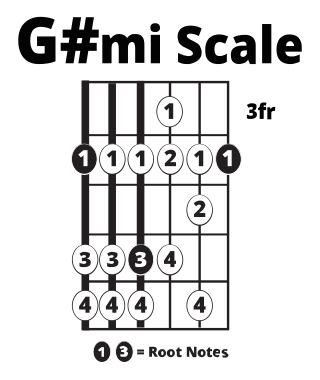 G#mi Scale
1 3fr
1 1 1 2 1 1
2
3 3 3 4
4 4 4 4
1 3 = Root Notes